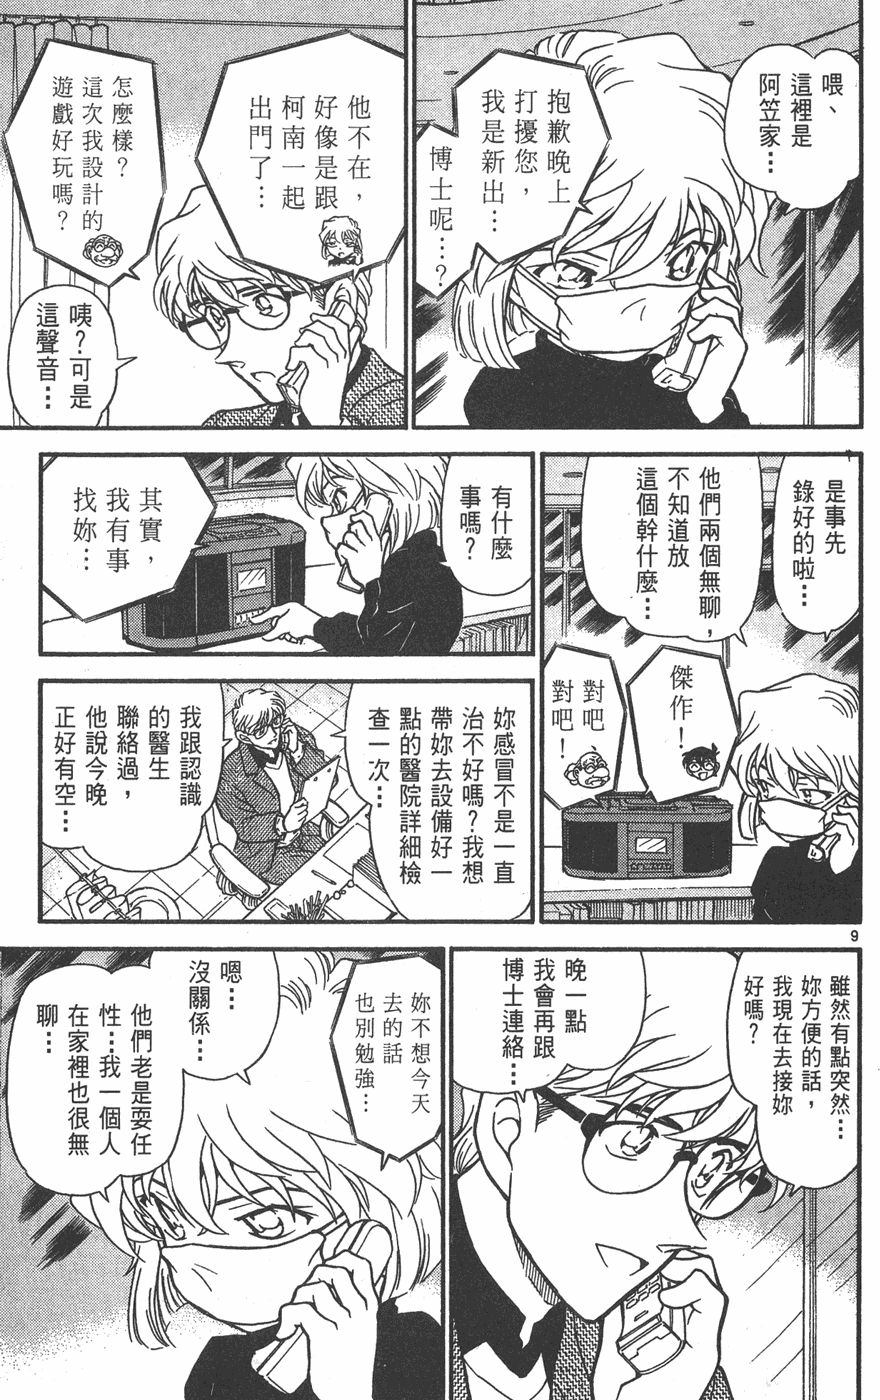 喂、
這裡是
阿笠家…
抱歉晚上
打擾您，
我是新出…
博士呢…？
他不在，
好像是跟
柯南一起
出門了…
怎麼樣？
這次我設計的
遊戲好玩嗎？
咦？可是
這聲音…
是事先
錄好的啦…
他們兩個無聊，
不知道放
這個幹什麼…
傑作！
對吧
對吧！
有什麼
事嗎？
其實，
我有事
找妳…
妳感冒不是一直
治不好嗎？我想
帶妳去設備好一
點的醫院詳細檢
查一次…
我跟認識
的醫生
聯絡過，
他說今晚
正好有空…
9
雖然有點突然…
妳方便的話，
我現在去接妳
好嗎？
晚一點
我會再跟
博士連絡…
妳不想今天
去的話
也別勉強…
嗯…
沒關係…
他們老是耍任
性…我一個人
在家裡也很無
聊…